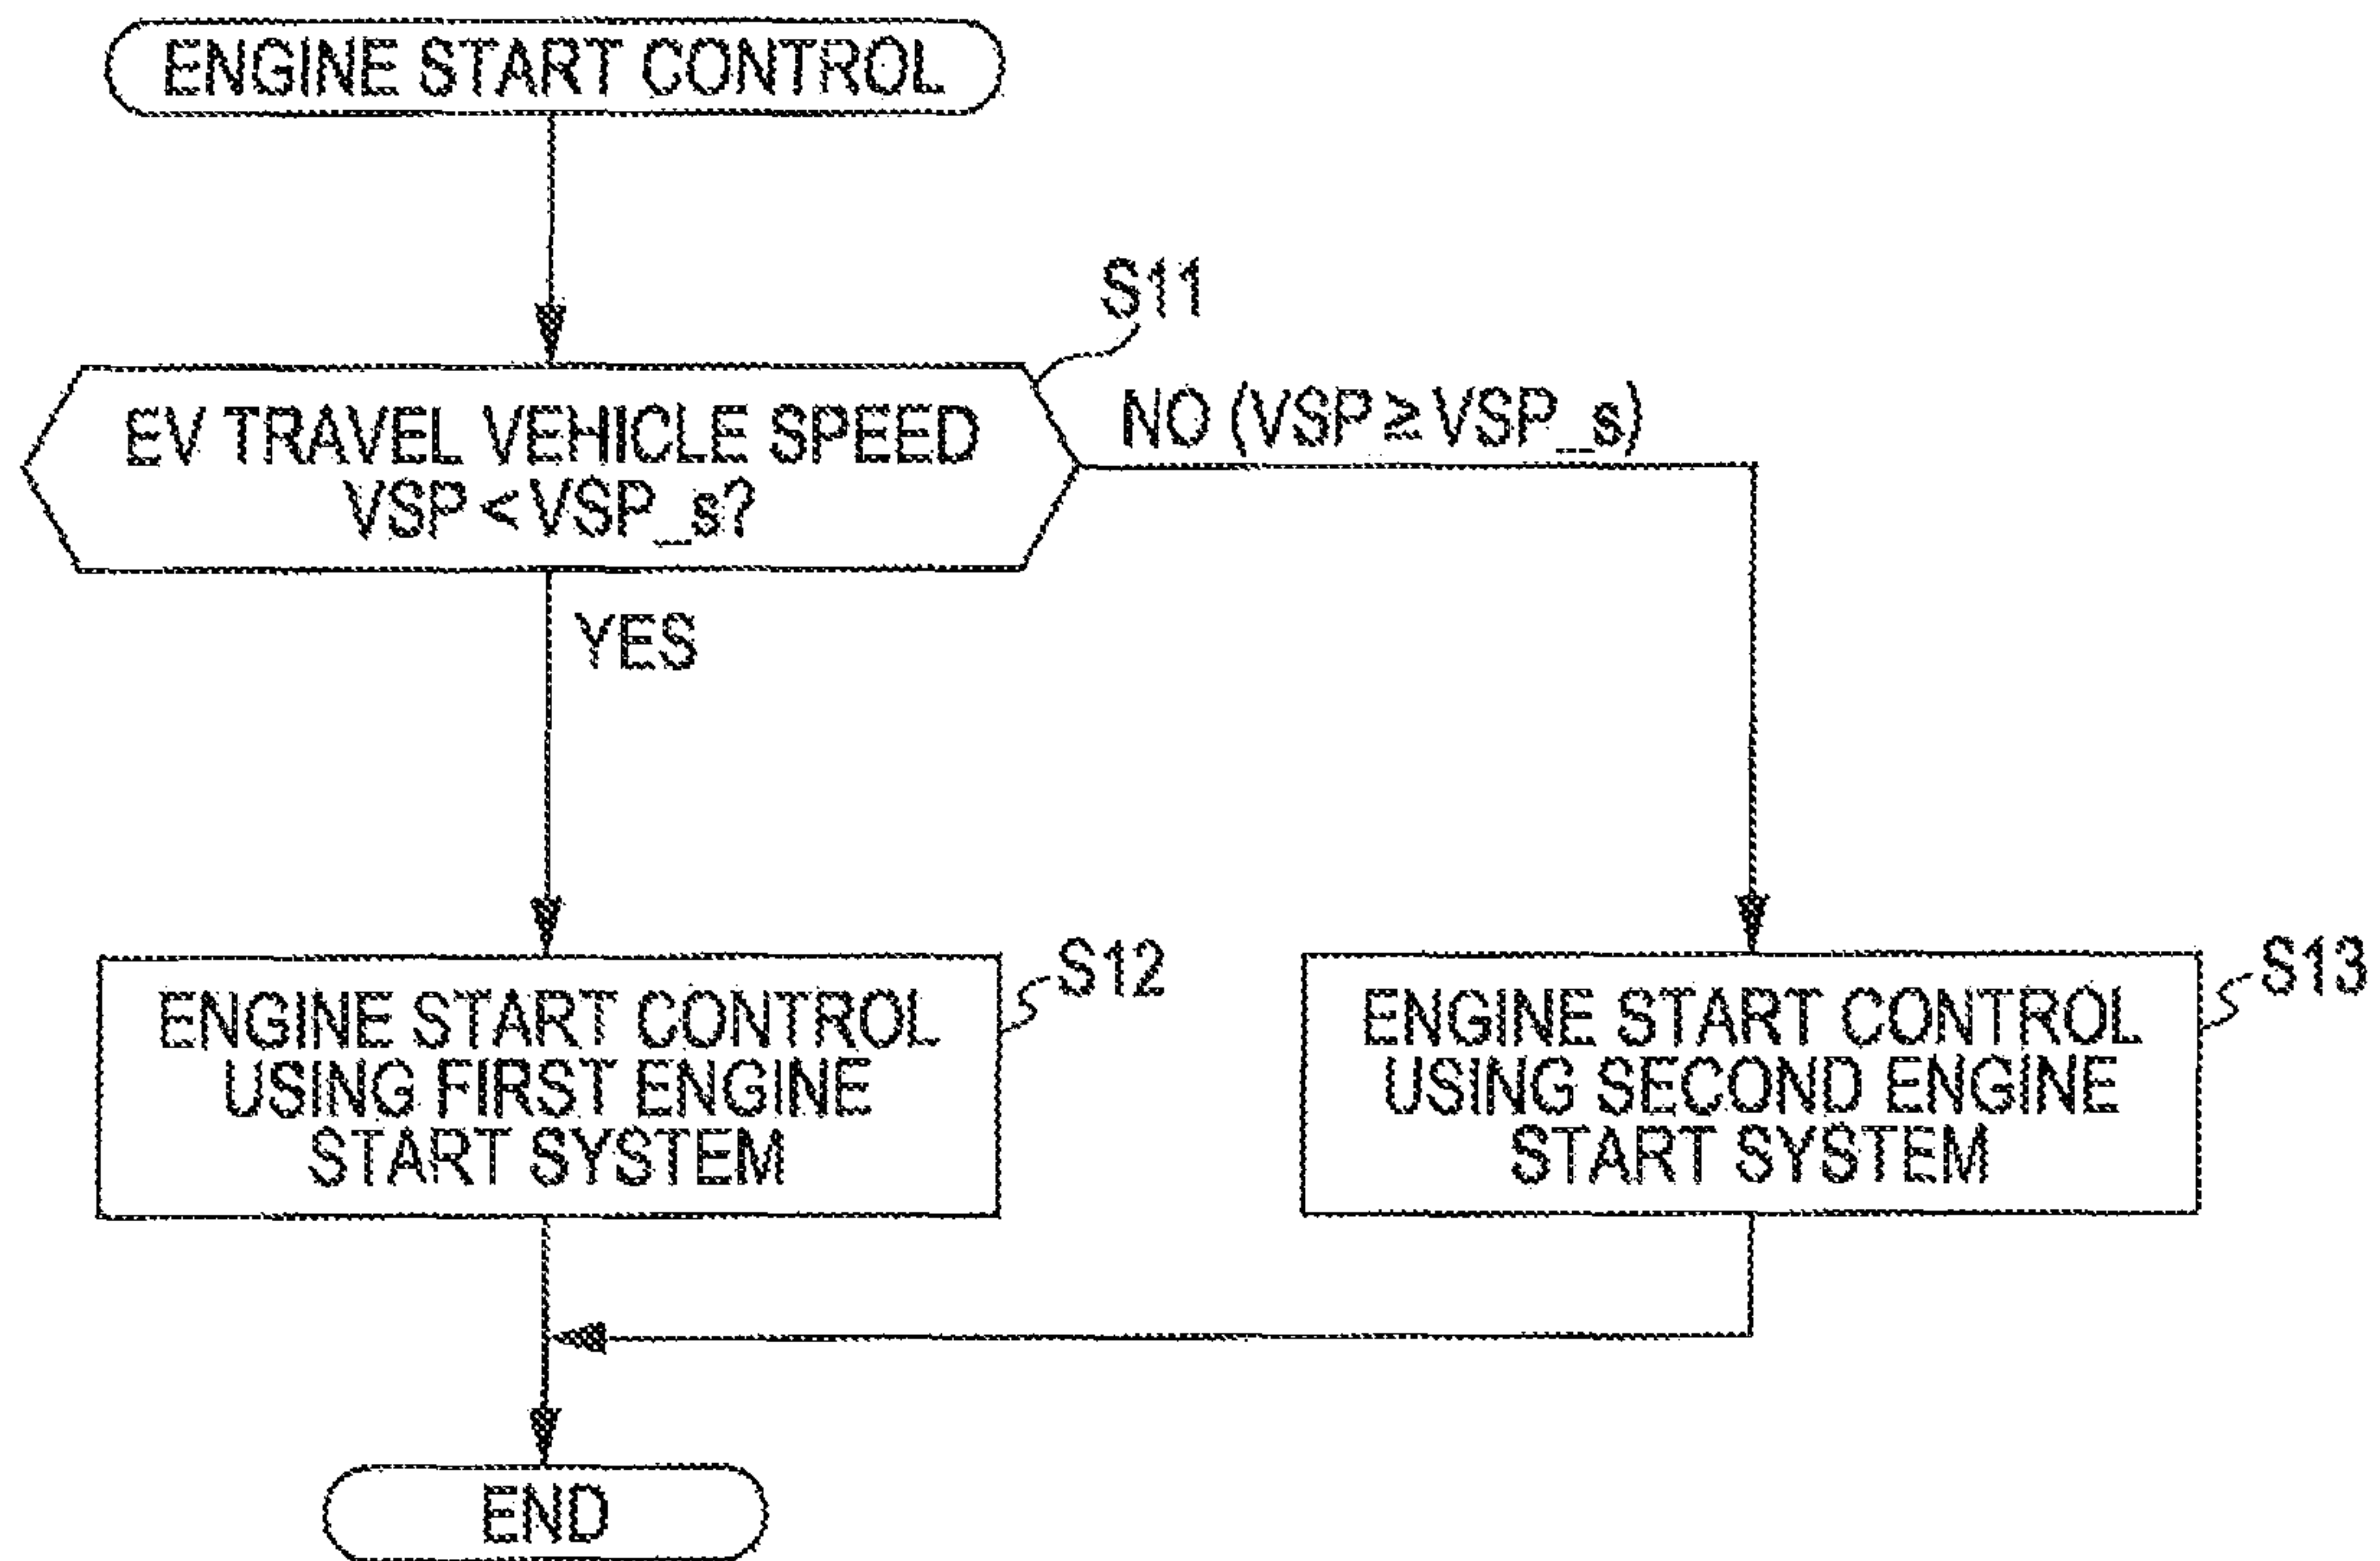 ENGINE START CONTROL
S11
EV TRAVEL VEHICLE SPEED
VSP < VSP_s?
NO (VSP ≥ VSP_s)
YES
S12
ENGINE START CONTROL
USING FIRST ENGINE
START SYSTEM
S13
ENGINE START CONTROL
USING SECOND ENGINE
START SYSTEM
END